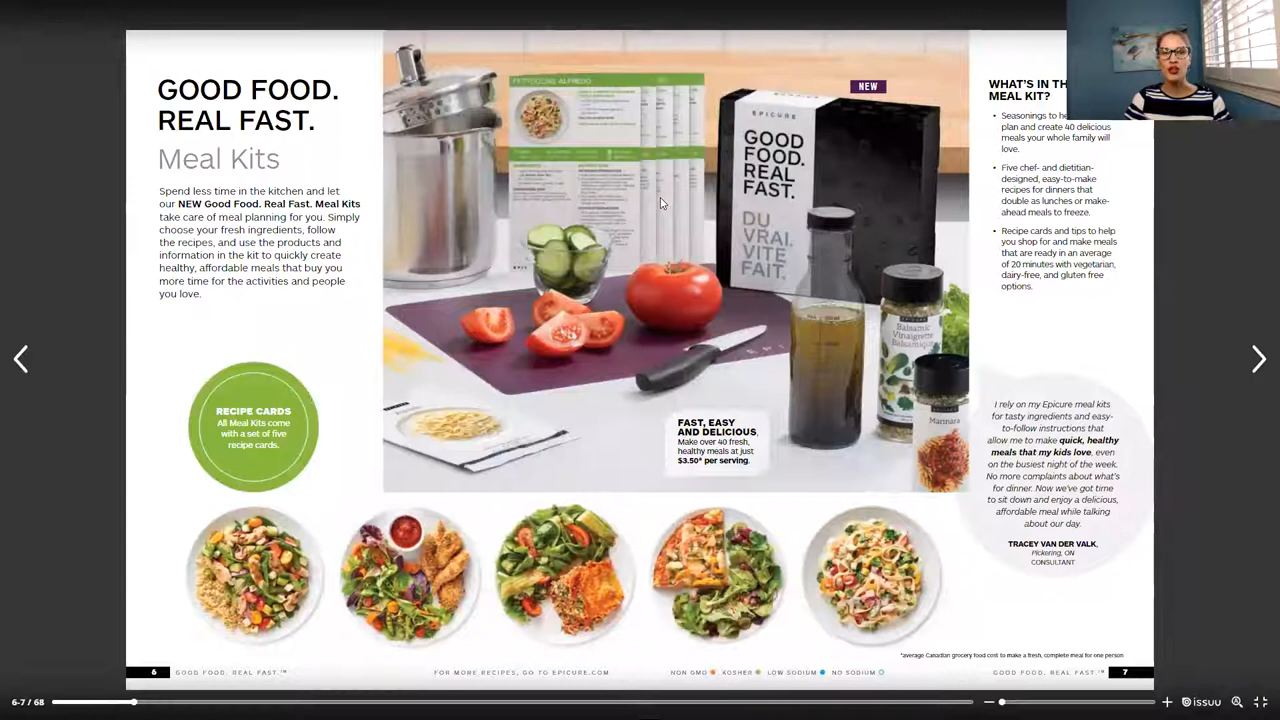 GOOD FOOD.
REAL FAST.
Meal Kits
Spend less time in the kitchen and let
our NEW Good Food. Real Fast. Meal Kits
take care of meal planning for you. Simply
choose your fresh ingredients, follow
the recipes, and use the products and
information in the kit to quickly create
healthy, affordable meals that buy you
more time for the activities and people
you love.
RECIPE CARDS
All Meal Kits come
with a set of five
recipe cards.
FETTUCCINE ALFREDO
NEW
EPICURE
GOOD
FOOD.
REAL
FAST.
DU
VRAI
VITE
FAIT.
EPICURE
Balsamic
Vinaigrette
Balsamique
Mannara
FAST, EASY
AND DELICIOUS,
Make over 40 fresh,
healthy meals at just
$3.50* per serving.
WHAT'S IN TH
MEAL KIT?
• Seasonings to he
plan and create 40 delicious
meals your whole family will
love.
• Five chef- and dietitian-
designed, easy-to-make
recipes for dinners that
double as lunches or make-
ahead meals to freeze.
• Recipe cards and tips to help
you shop for and make meals
that are ready in an average
of 20 minutes with vegetarian,
dairy-free, and gluten free
options.
I rely on my Epicure meal kits
for tasty ingredients and easy-
to-follow instructions that
allow me to make quick, healthy
meals that my kids love, even
on the busiest night of the week.
No more complaints about what's
for dinner. Now we've got time
to sit down and enjoy a delicious,
affordable meal while talking
about our day.
TRACEY VAN DER VALK,
Pickering, ON
CONSULTANT
*average Canadian grocery food cost to make a fresh, complete meal for one person
6 GOOD FOOD. REAL FAST.™ FOR MORE RECIPES, GO TO EPICURE.COM NON GMO KOSHER LOW SODIUM NO SODIUM GOOD FOOD. REAL FAST.™ 7
6-7 / 68 issuu